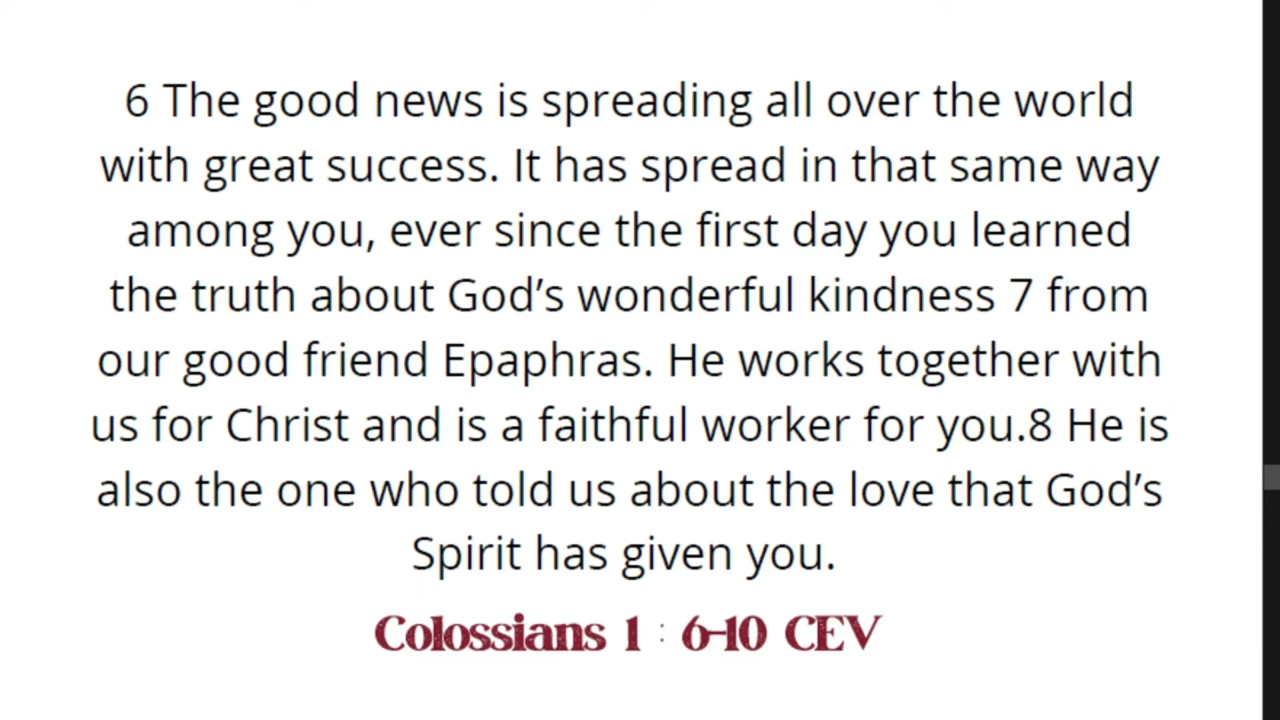 6 The good news is spreading all over the world
with great success. It has spread in that same way
among you, ever since the first day you learned
the truth about God’s wonderful kindness 7 from
our good friend Epaphras. He works together with
us for Christ and is a faithful worker for you.8 He is
also the one who told us about the love that God’s
Spirit has given you.
Colossians 1 : 6-10 CEV